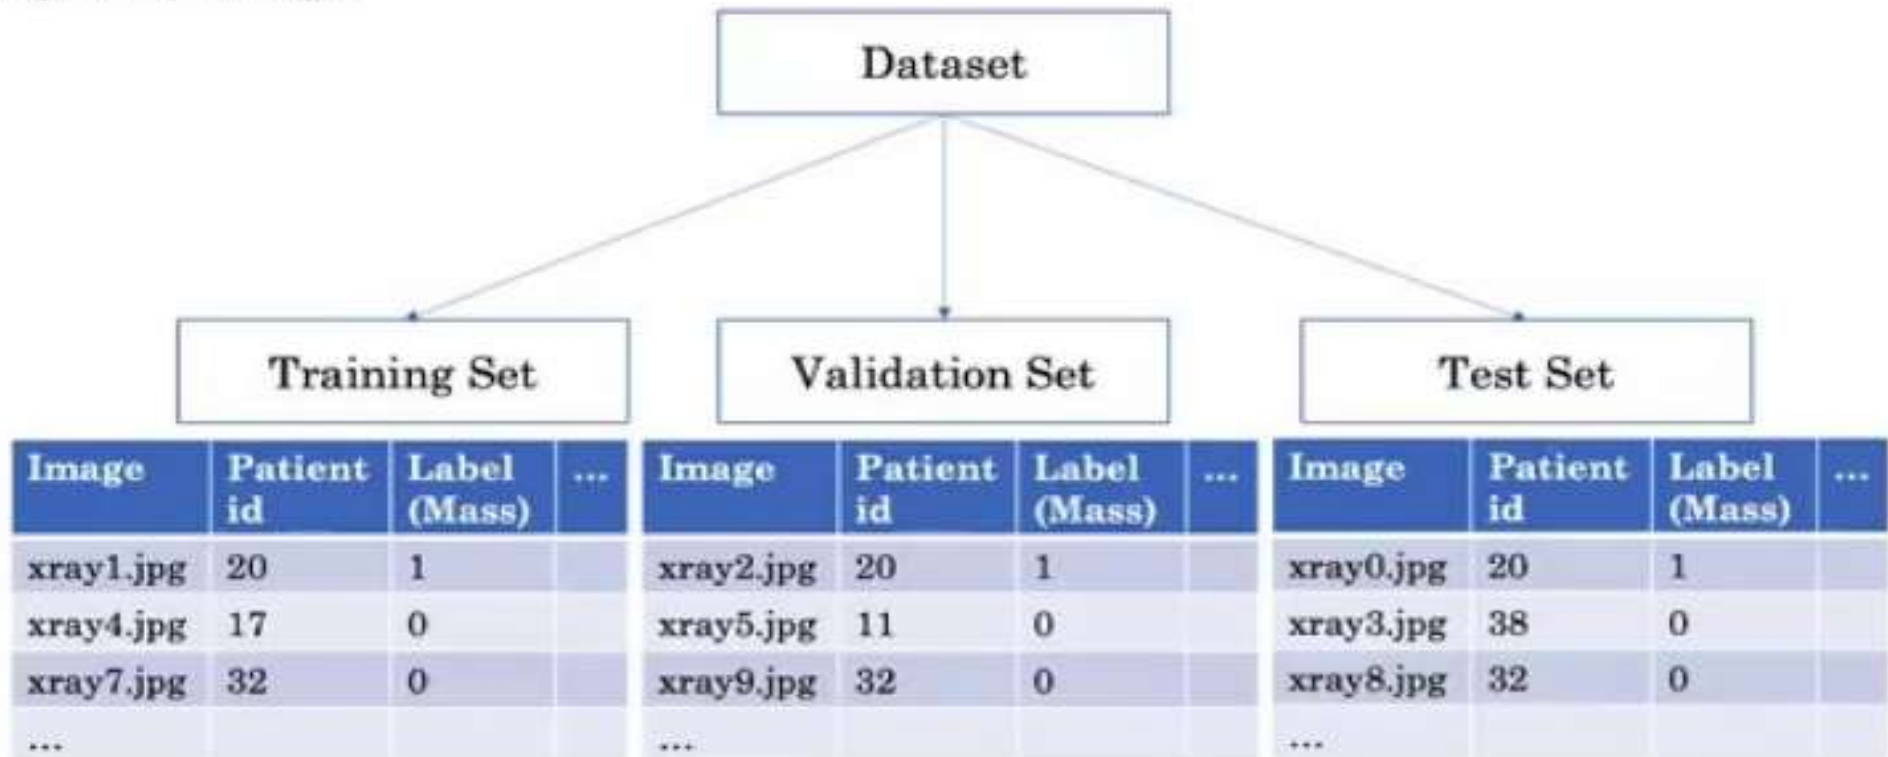 Dataset
Training Set
Validation Set
Test Set
Image Patient id Label (Mass) ...
xray1.jpg 20 1
xray4.jpg 17 0
xray7.jpg 32 0
...
Image Patient id Label (Mass) ...
xray2.jpg 20 1
xray5.jpg 11 0
xray9.jpg 32 0
...
Image Patient id Label (Mass) ...
xray0.jpg 20 1
xray3.jpg 38 0
xray8.jpg 32 0
...